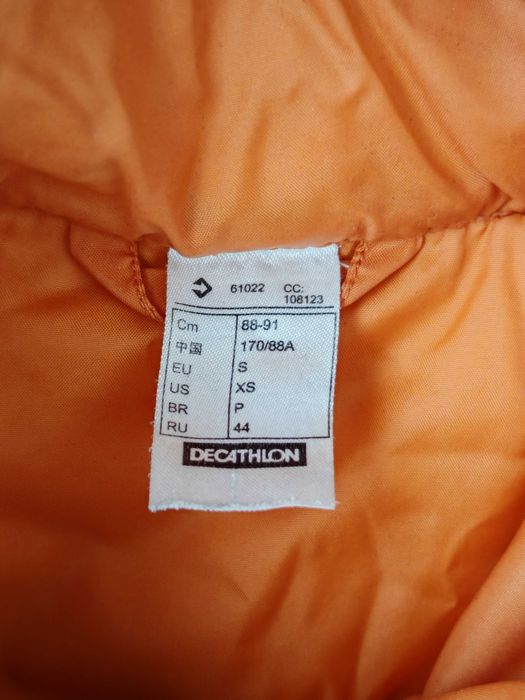 61022 CC:
108123
Cm 88-91
中国 170/88A
EU S
US XS
BR P
RU 44
DECATHLON